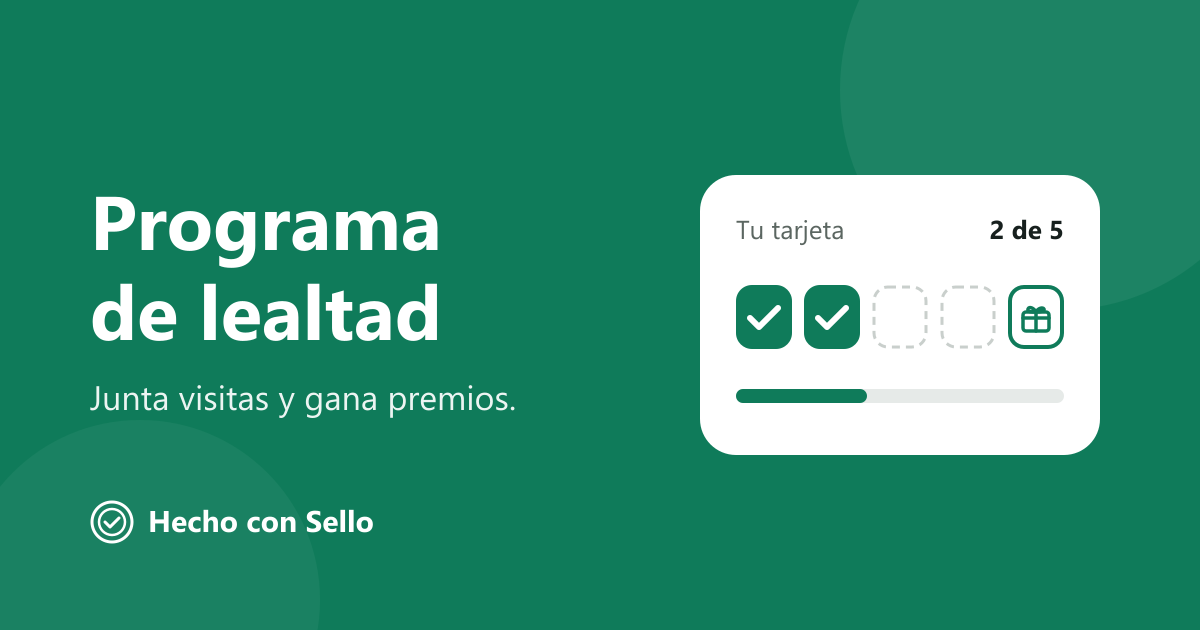 Programa
de lealtad
Junta visitas y gana premios.
Hecho con Sello
Tu tarjeta
2 de 5